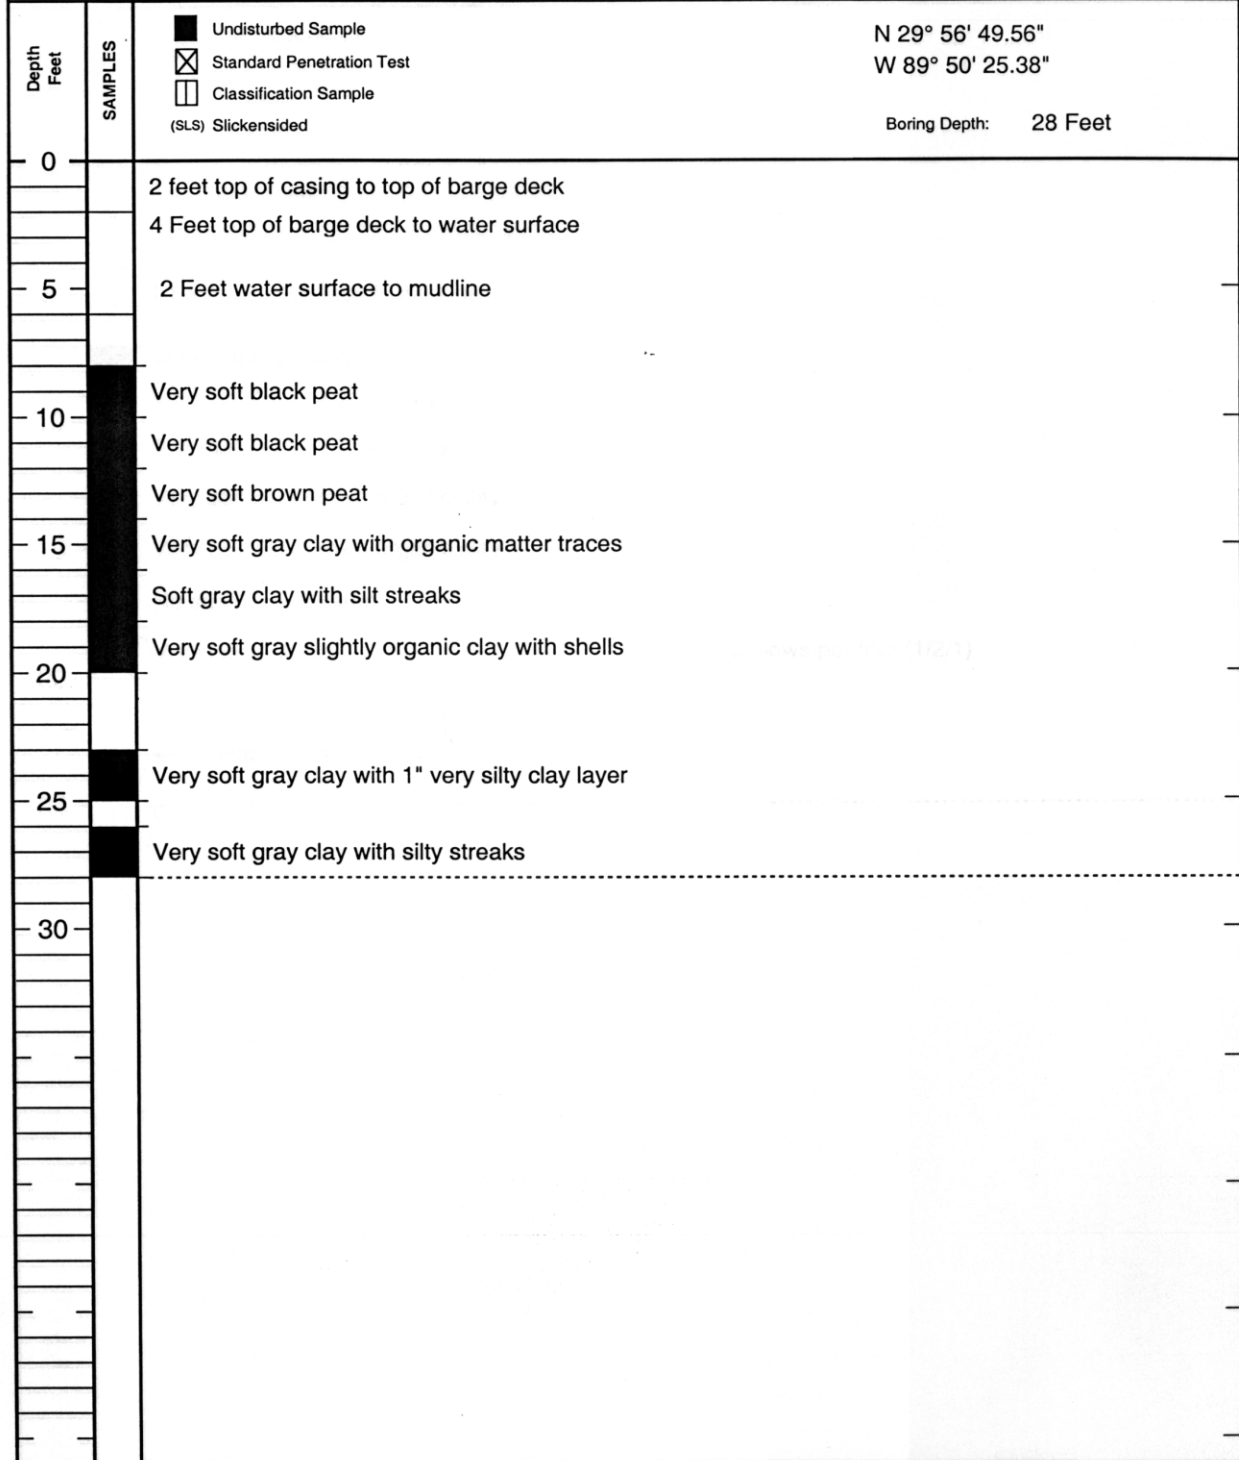 Depth
Feet
SAMPLES
Undisturbed Sample
Standard Penetration Test
Classification Sample
(SLS) Slickensided
N 29° 56' 49.56"
W 89° 50' 25.38"
Boring Depth: 28 Feet
0
2 feet top of casing to top of barge deck
4 Feet top of barge deck to water surface
5
2 Feet water surface to mudline
Very soft black peat
10
Very soft black peat
Very soft brown peat
15
Very soft gray clay with organic matter traces
Soft gray clay with silt streaks
Very soft gray slightly organic clay with shells
20
Very soft gray clay with 1" very silty clay layer
25
Very soft gray clay with silty streaks
30